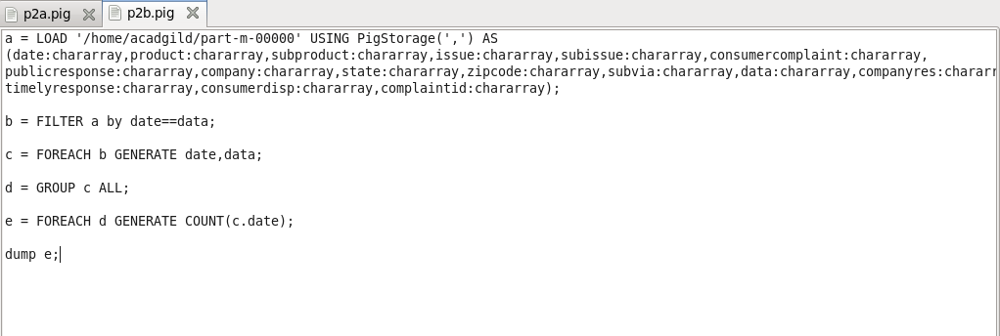 p2a.pig
p2b.pig
a = LOAD '/home/acadgild/part-m-00000' USING PigStorage(',') AS
(date:chararray,product:chararray,subproduct:chararray,issue:chararray,subissue:chararray,consumercomplaint:chararray,
publicresponse:chararray,company:chararray,state:chararray,zipcode:chararray,subvia:chararray,data:chararray,companyres:charar
timelyresponse:chararray,consumerdisp:chararray,complaintid:chararray);
b = FILTER a by date==data;
c = FOREACH b GENERATE date,data;
d = GROUP c ALL;
e = FOREACH d GENERATE COUNT(c.date);
dump e;